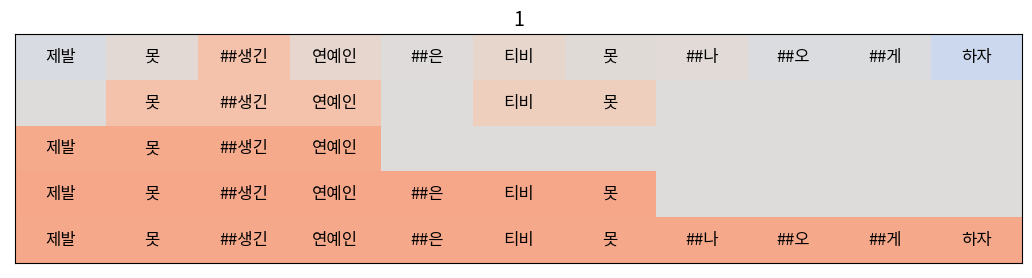 1
제발 못 ##생긴 연예인 ##은 티비 못 ##나 ##오 ##게 하자
못 ##생긴 연예인 티비 못
제발 못 ##생긴 연예인
제발 못 ##생긴 연예인 ##은 티비 못
제발 못 ##생긴 연예인 ##은 티비 못 ##나 ##오 ##게 하자